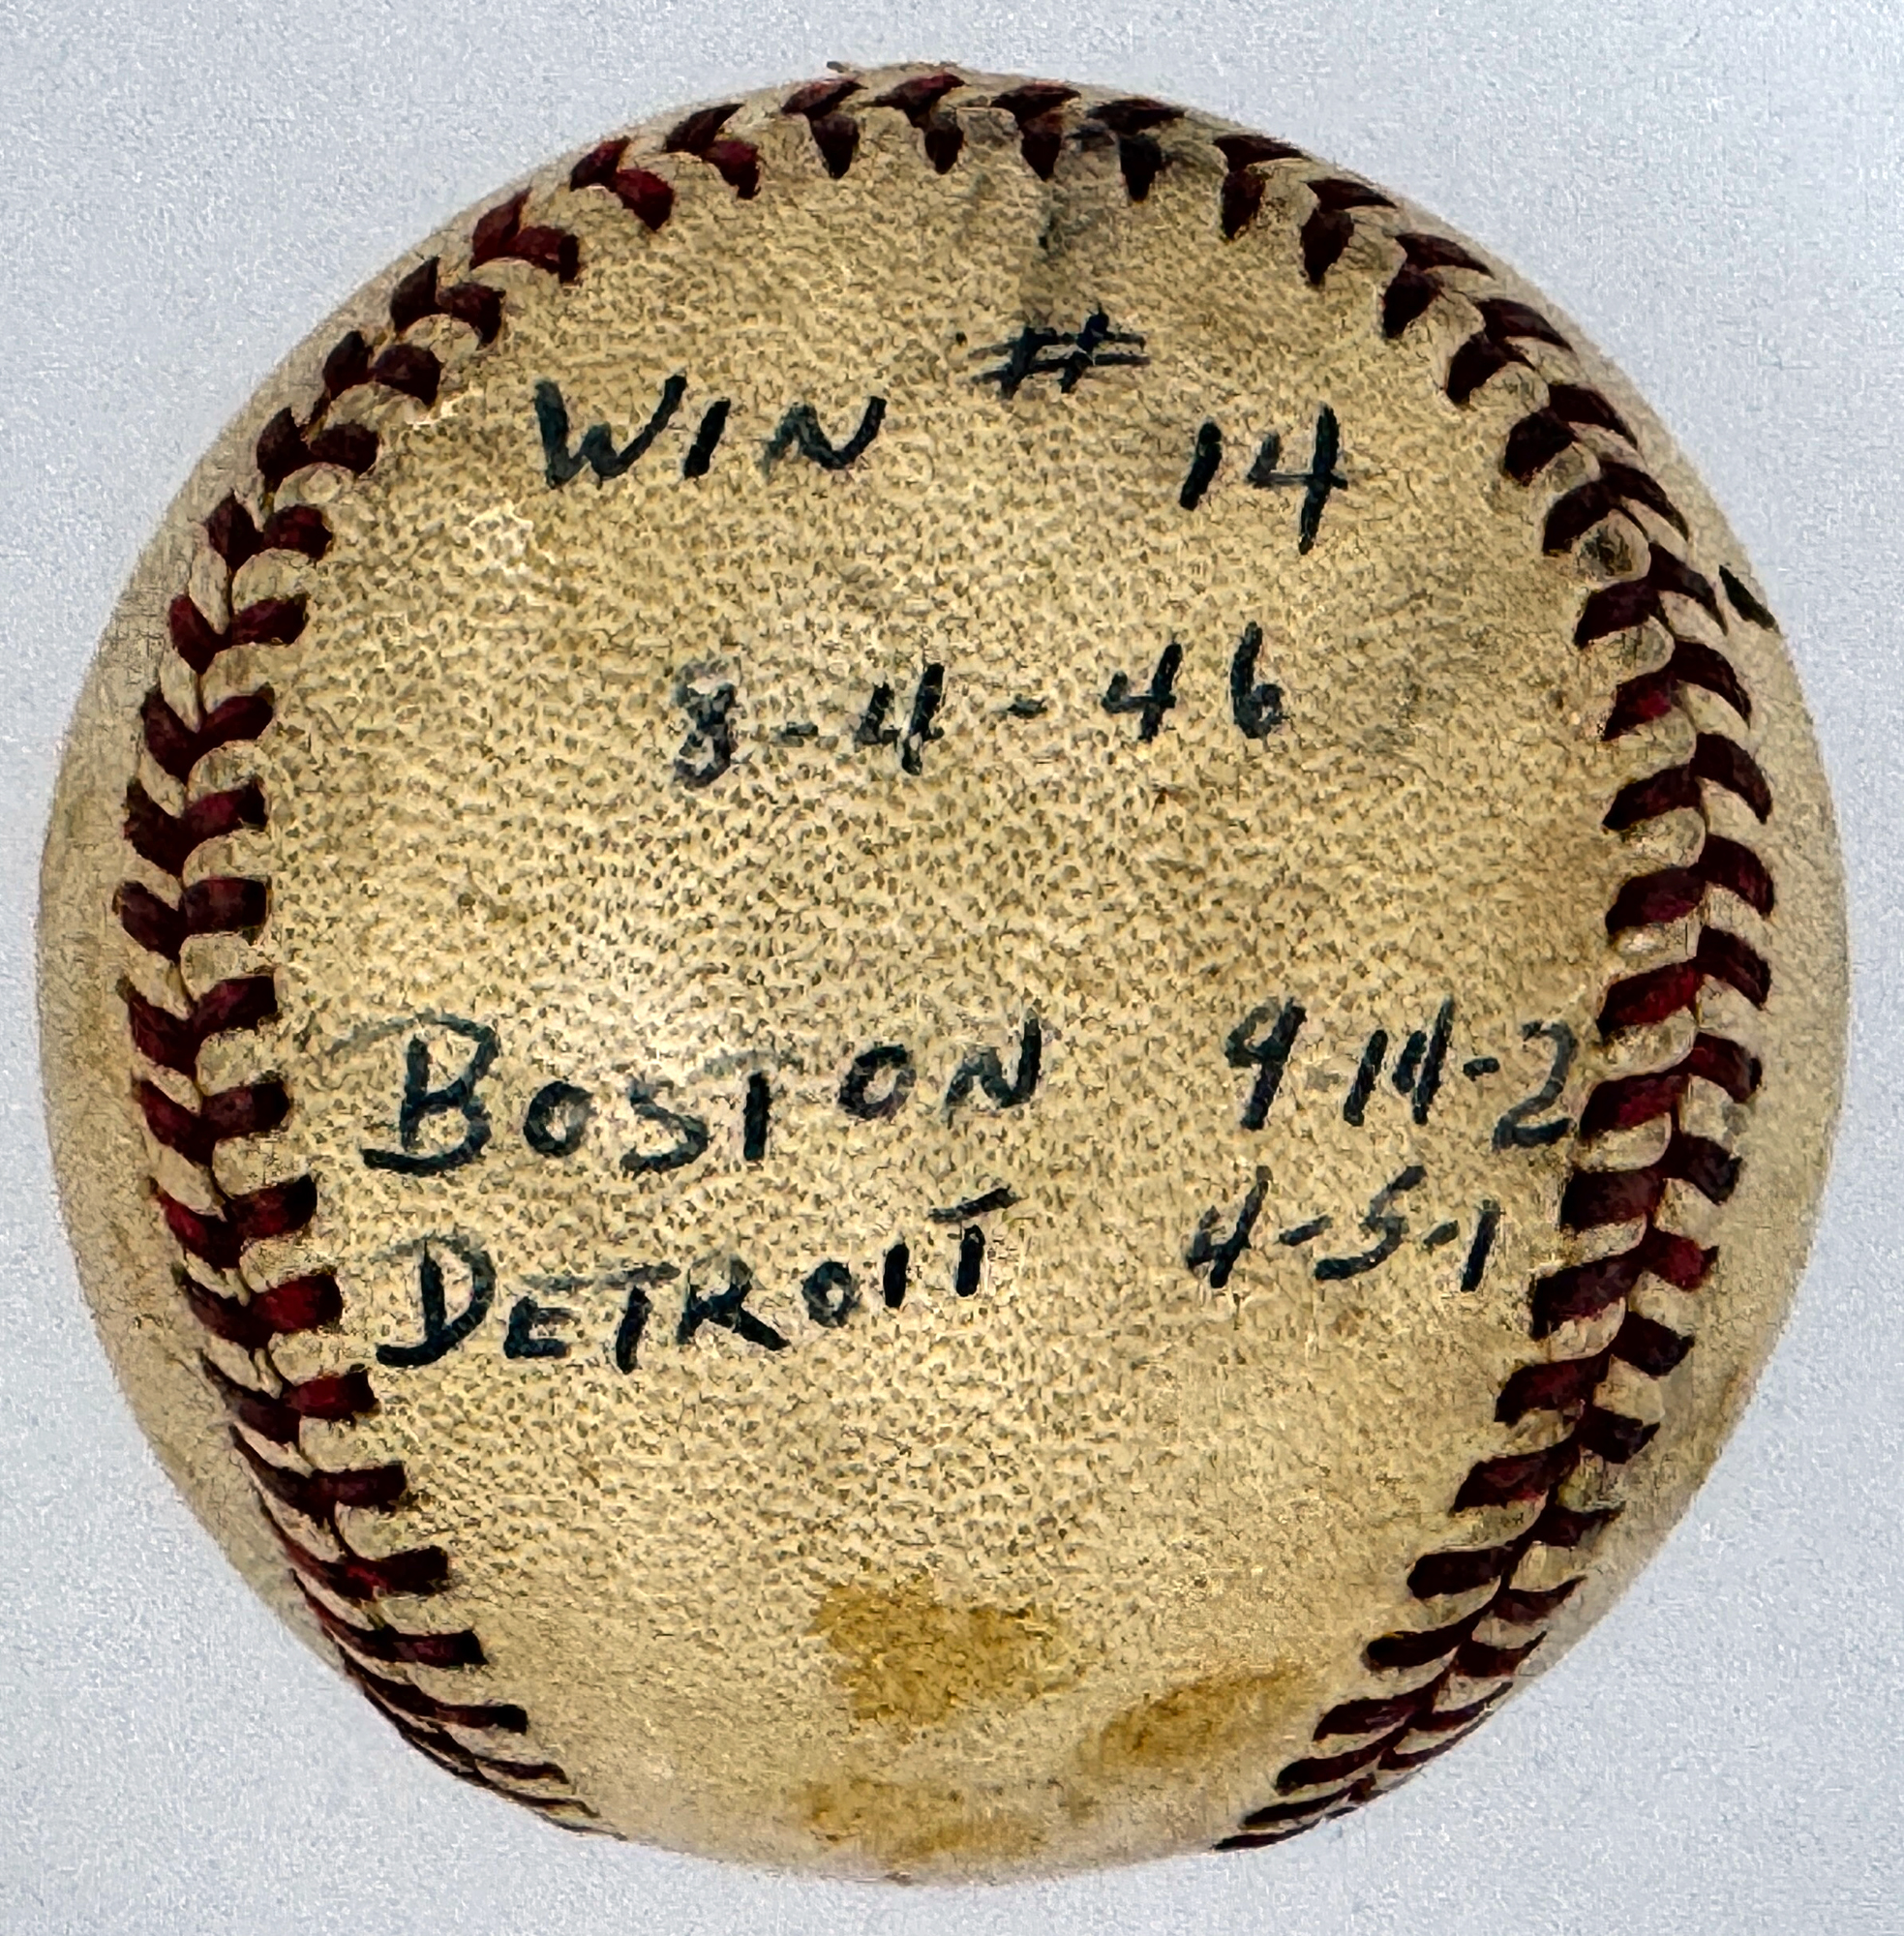 WIN # 14
8-4-46
BOSTON 9-14-2
DETROIT 4-5-1